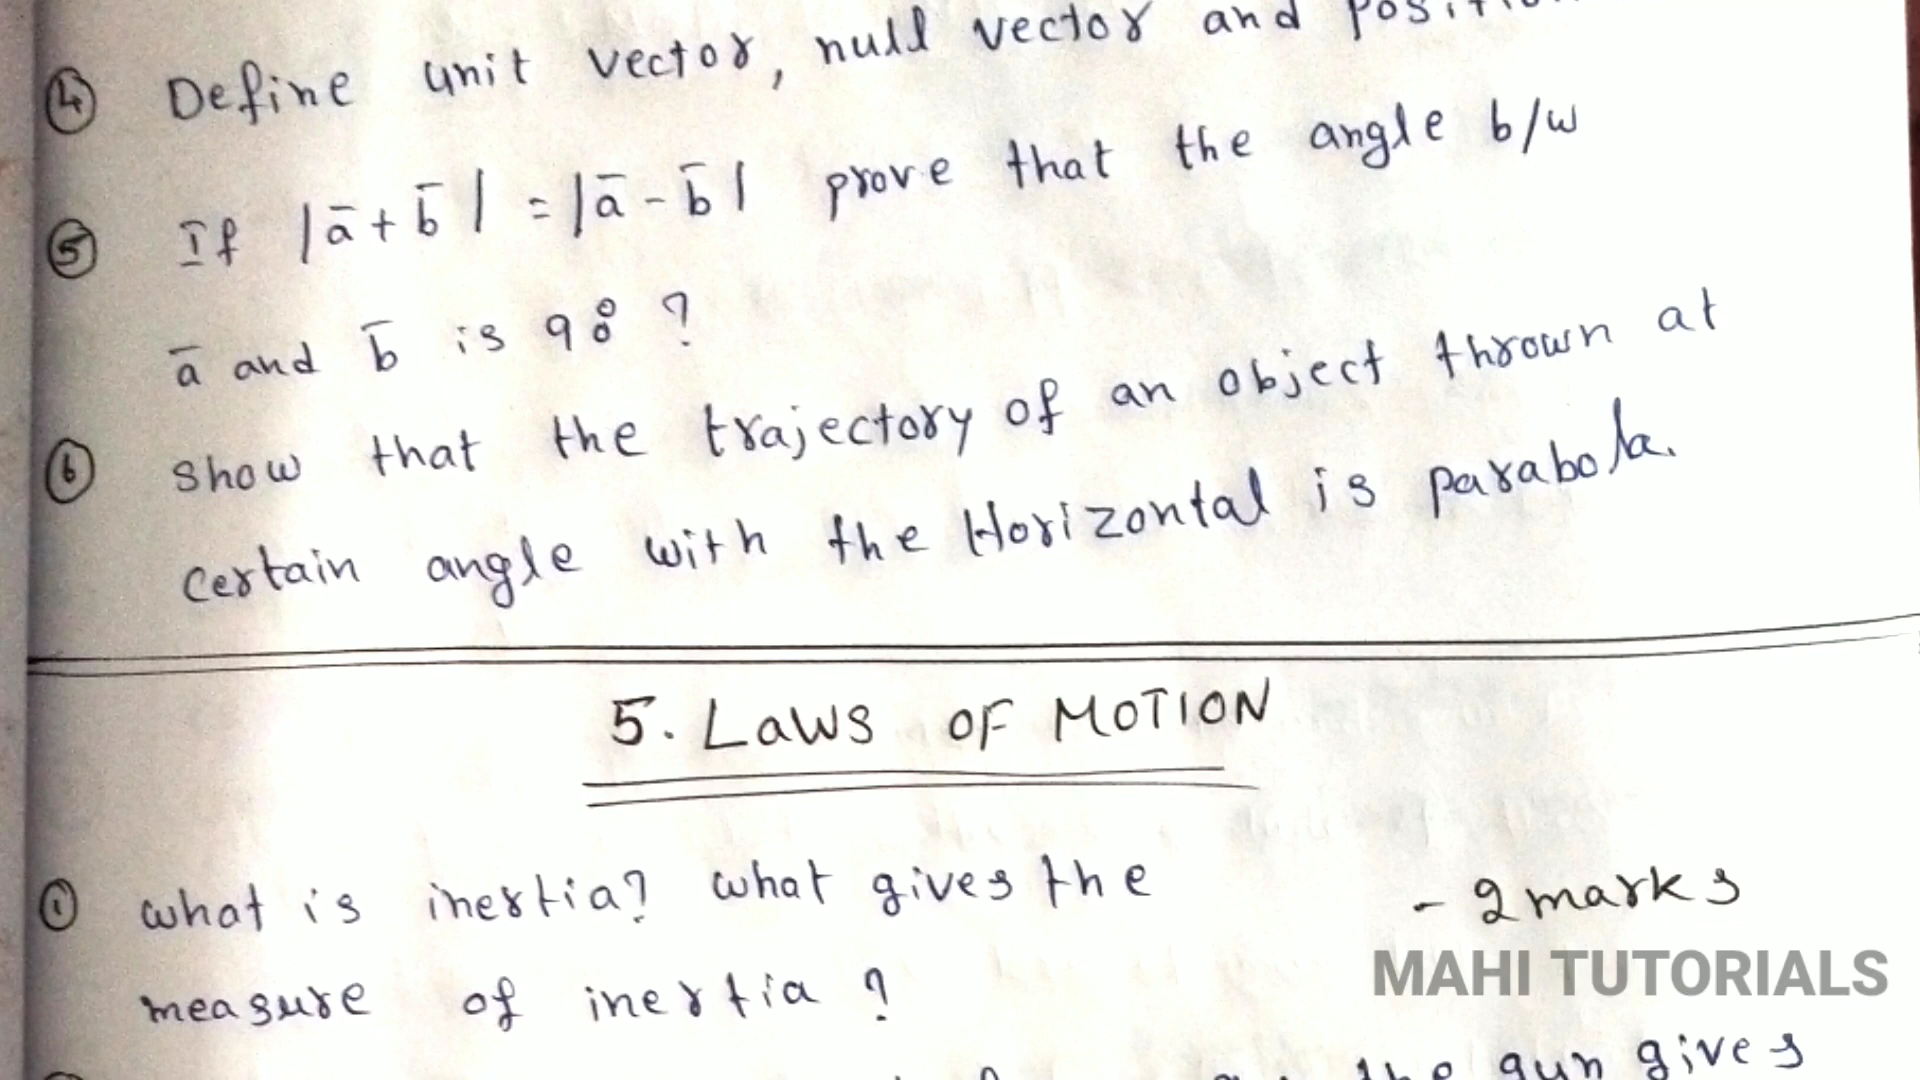 ④ Define unit vector, null vector and
⑤ If |a̅ + b̅| = |a̅ - b̅| prove that the angle b/w
a̅ and b̅ is 90° ?
⑥ Show that the trajectory of an object thrown at
certain angle with the Horizontal is parabola.
5. LAWS OF MOTION
① what is inertia? what gives the
measure of inertia ?
- 2 marks
MAHI TUTORIALS
the gun gives